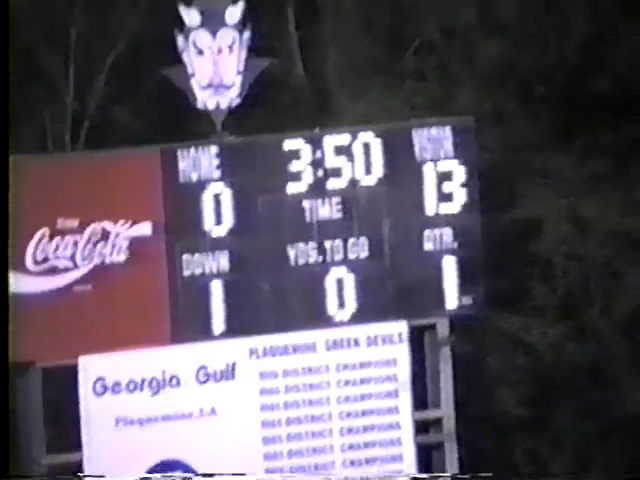 HOME 3:50 VISITOR
0 TIME 13
Coca-Cola
DOWN YDS. TO GO QTR.
1 0 1
PLAQUEMINE GREEN DEVILS
Georgia Gulf
Plaquemine, LA
DISTRICT CHAMPIONS
DISTRICT CHAMPIONS
DISTRICT CHAMPIONS
DISTRICT CHAMPIONS
DISTRICT CHAMPIONS
DISTRICT CHAMPIONS
DISTRICT CHAMPIONS